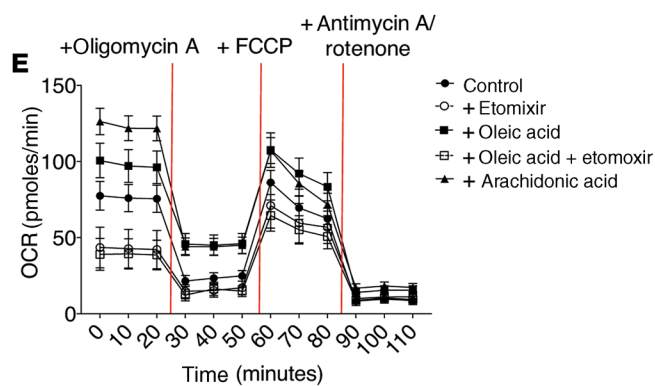 + Antimycin A/
+Oligomycin A + FCCP rotenone
E
150
100
50
0
OCR (pmoles/min)
0 10 20 30 40 50 60 70 80 90 100 110
Time (minutes)
Control
+ Etomixir
+ Oleic acid
+ Oleic acid + etomoxir
+ Arachidonic acid